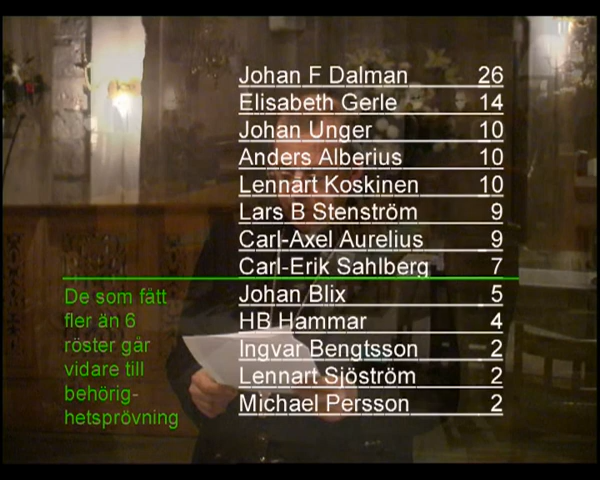 Johan F Dalman 26
Elisabeth Gerle 14
Johan Unger 10
Anders Alberius 10
Lennart Koskinen 10
Lars B Stenström 9
Carl-Axel Aurelius 9
Carl-Erik Sahlberg 7
Johan Blix 5
HB Hammar 4
Ingvar Bengtsson 2
Lennart Sjöström 2
Michael Persson 2
De som fått
fler än 6
röster går
vidare till
behörig-
hetsprövning